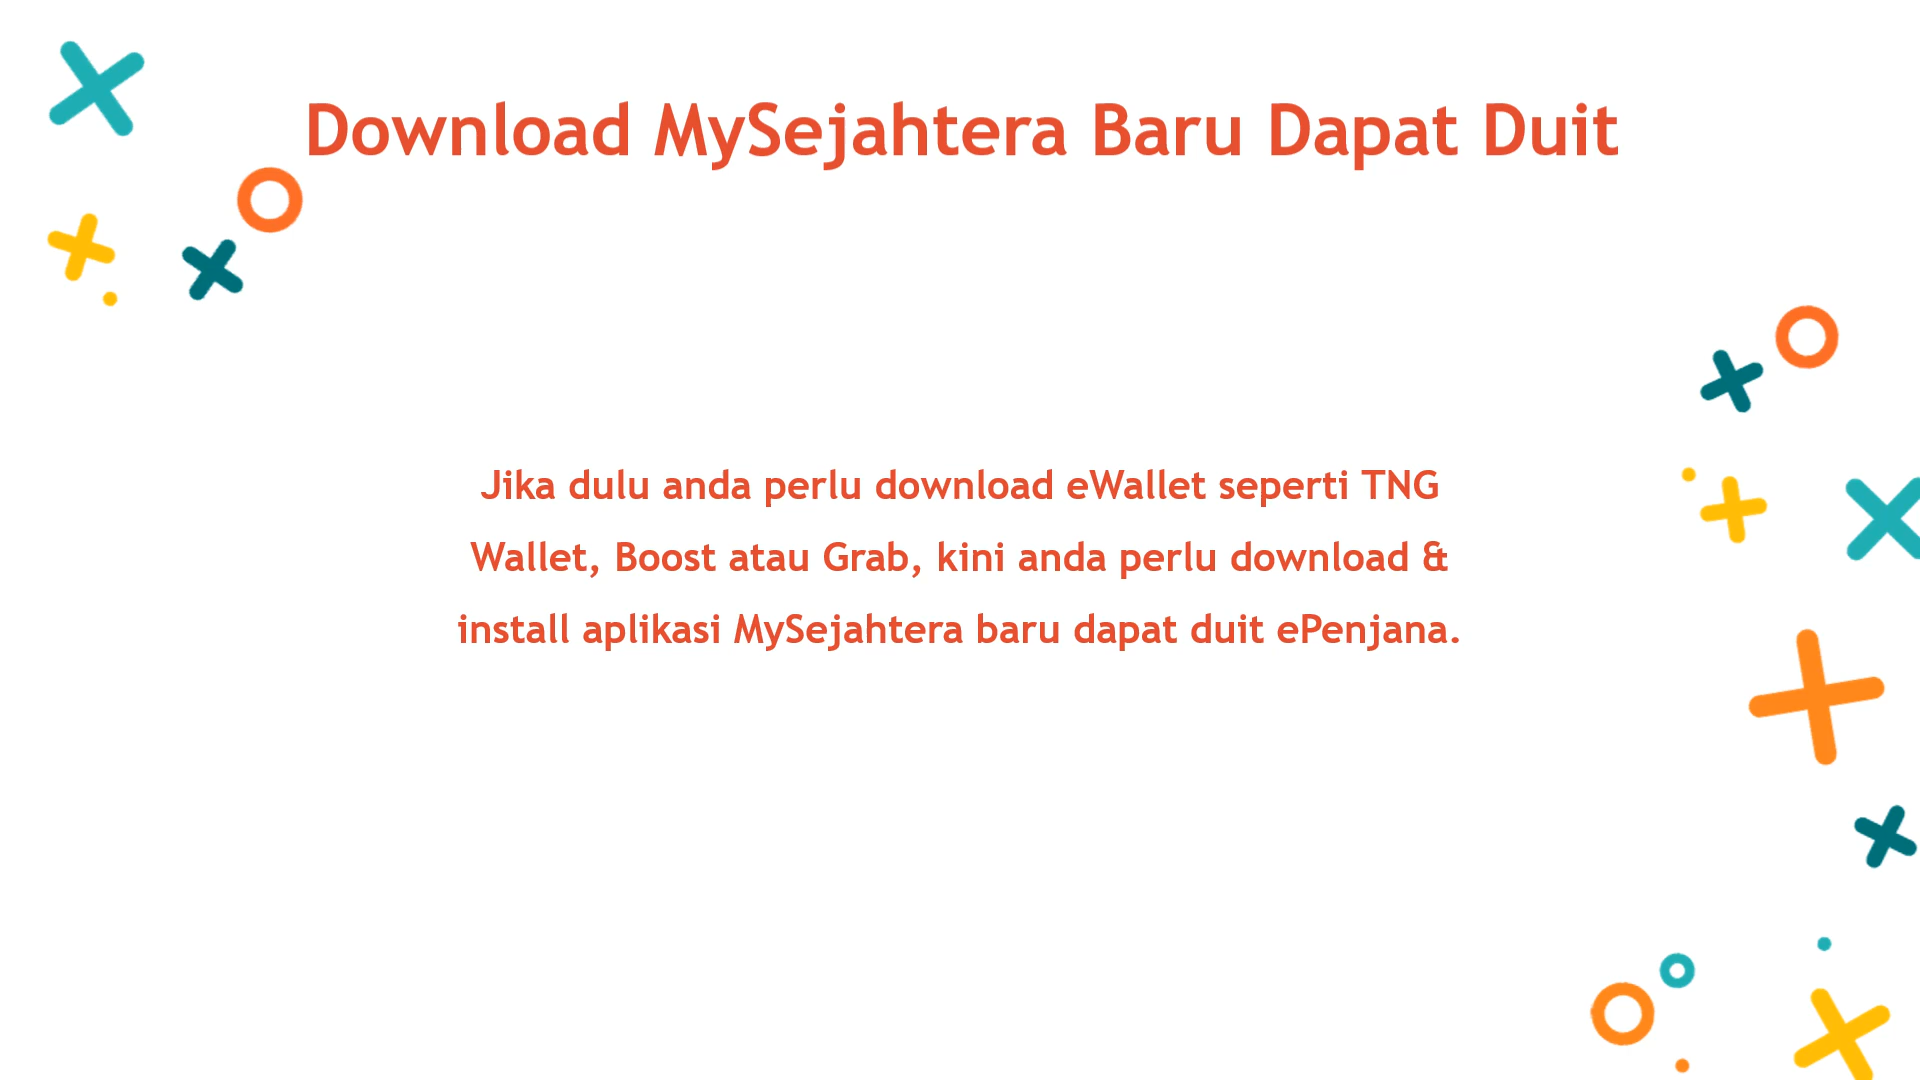 Download MySejahtera Baru Dapat Duit
Jika dulu anda perlu download eWallet seperti TNG
Wallet, Boost atau Grab, kini anda perlu download &
install aplikasi MySejahtera baru dapat duit ePenjana.